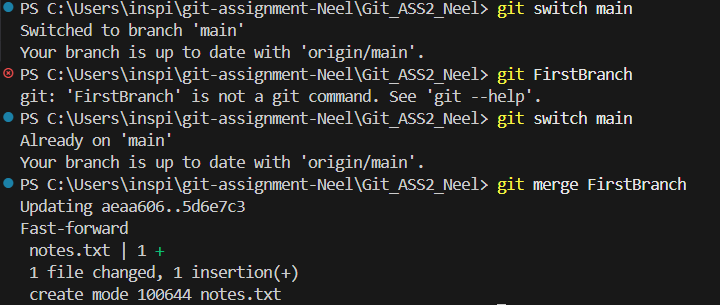 PS C:\Users\inspi\git-assignment-Neel\Git_ASS2_Neel> git switch main
Switched to branch 'main'
Your branch is up to date with 'origin/main'.
PS C:\Users\inspi\git-assignment-Neel\Git_ASS2_Neel> git FirstBranch
git: 'FirstBranch' is not a git command. See 'git --help'.
PS C:\Users\inspi\git-assignment-Neel\Git_ASS2_Neel> git switch main
Already on 'main'
Your branch is up to date with 'origin/main'.
PS C:\Users\inspi\git-assignment-Neel\Git_ASS2_Neel> git merge FirstBranch
Updating aeaa606..5d6e7c3
Fast-forward
 notes.txt | 1 +
 1 file changed, 1 insertion(+)
 create mode 100644 notes.txt